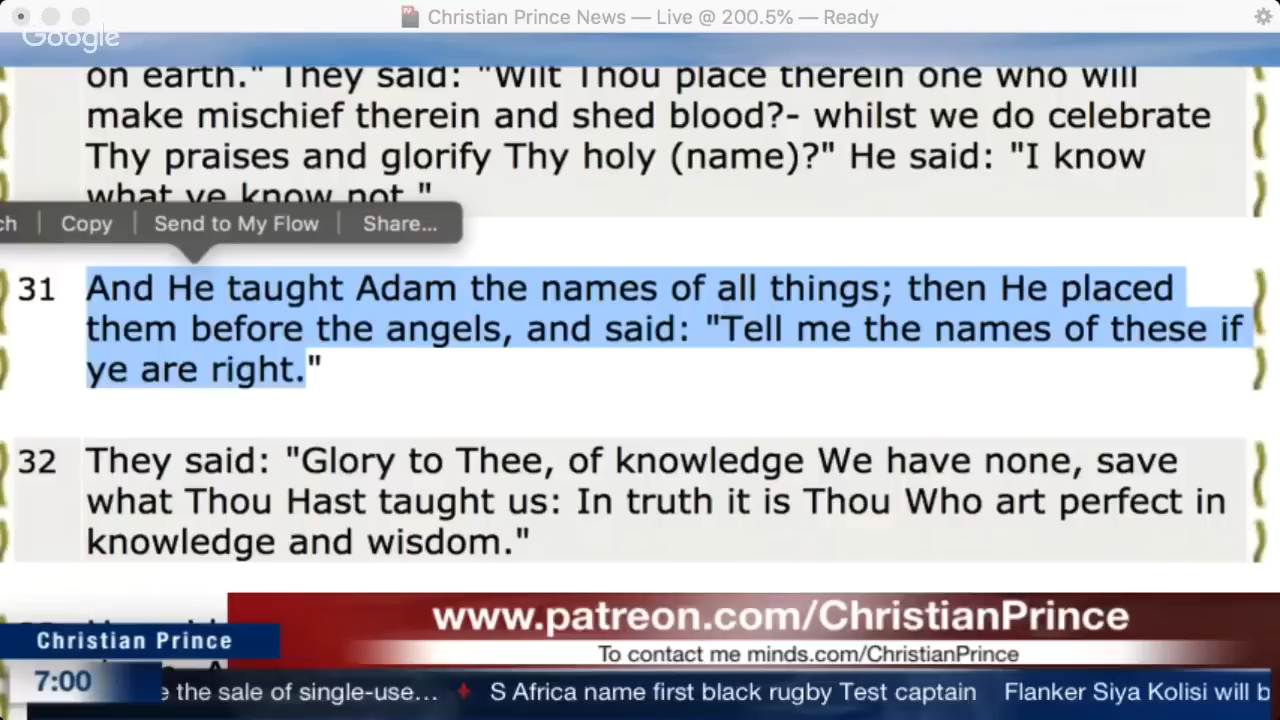 Christian Prince News — Live @ 200.5% — Ready
Google
on earth." They said: "Wilt Thou place therein one who will
make mischief therein and shed blood?- whilst we do celebrate
Thy praises and glorify Thy holy (name)?" He said: "I know
what ye know not."
ch Copy Send to My Flow Share...
31 And He taught Adam the names of all things; then He placed
them before the angels, and said: "Tell me the names of these if
ye are right."
32 They said: "Glory to Thee, of knowledge We have none, save
what Thou Hast taught us: In truth it is Thou Who art perfect in
knowledge and wisdom."
www.patreon.com/ChristianPrince
Christian Prince
To contact me minds.com/ChristianPrince
7:00
e the sale of single-use... S Africa name first black rugby Test captain Flanker Siya Kolisi will b